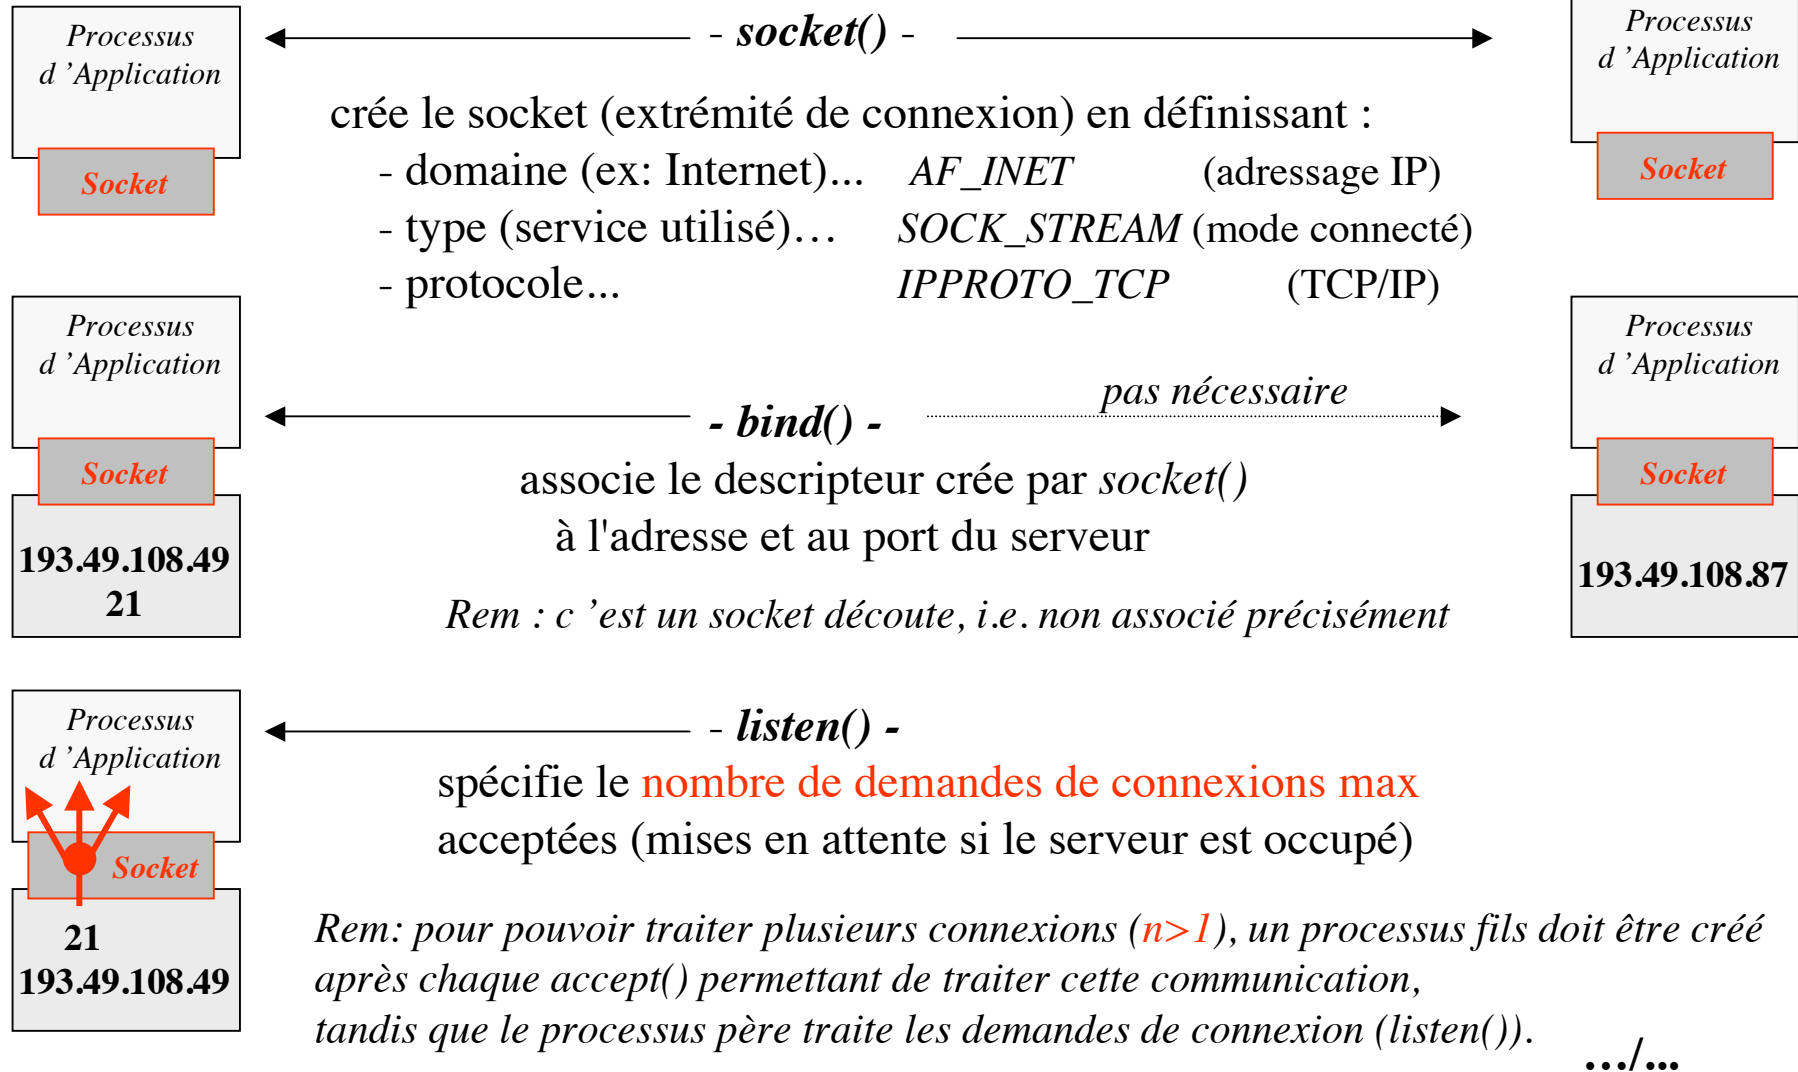 Processus
d ’Application
Socket
- socket() -
Processus
d ’Application
Socket
crée le socket (extrémité de connexion) en définissant :
- domaine (ex: Internet)... AF_INET (adressage IP)
- type (service utilisé)… SOCK_STREAM (mode connecté)
- protocole... IPPROTO_TCP (TCP/IP)
Processus
d ’Application
Socket
193.49.108.49
21
- bind() -
pas nécessaire
associe le descripteur crée par socket()
à l'adresse et au port du serveur
Rem : c ’est un socket découte, i.e. non associé précisément
Processus
d ’Application
Socket
193.49.108.87
Processus
d ’Application
Socket
21
193.49.108.49
- listen() -
spécifie le nombre de demandes de connexions max
acceptées (mises en attente si le serveur est occupé)
Rem: pour pouvoir traiter plusieurs connexions (n>1), un processus fils doit être créé
après chaque accept() permettant de traiter cette communication,
tandis que le processus père traite les demandes de connexion (listen()).
…/...